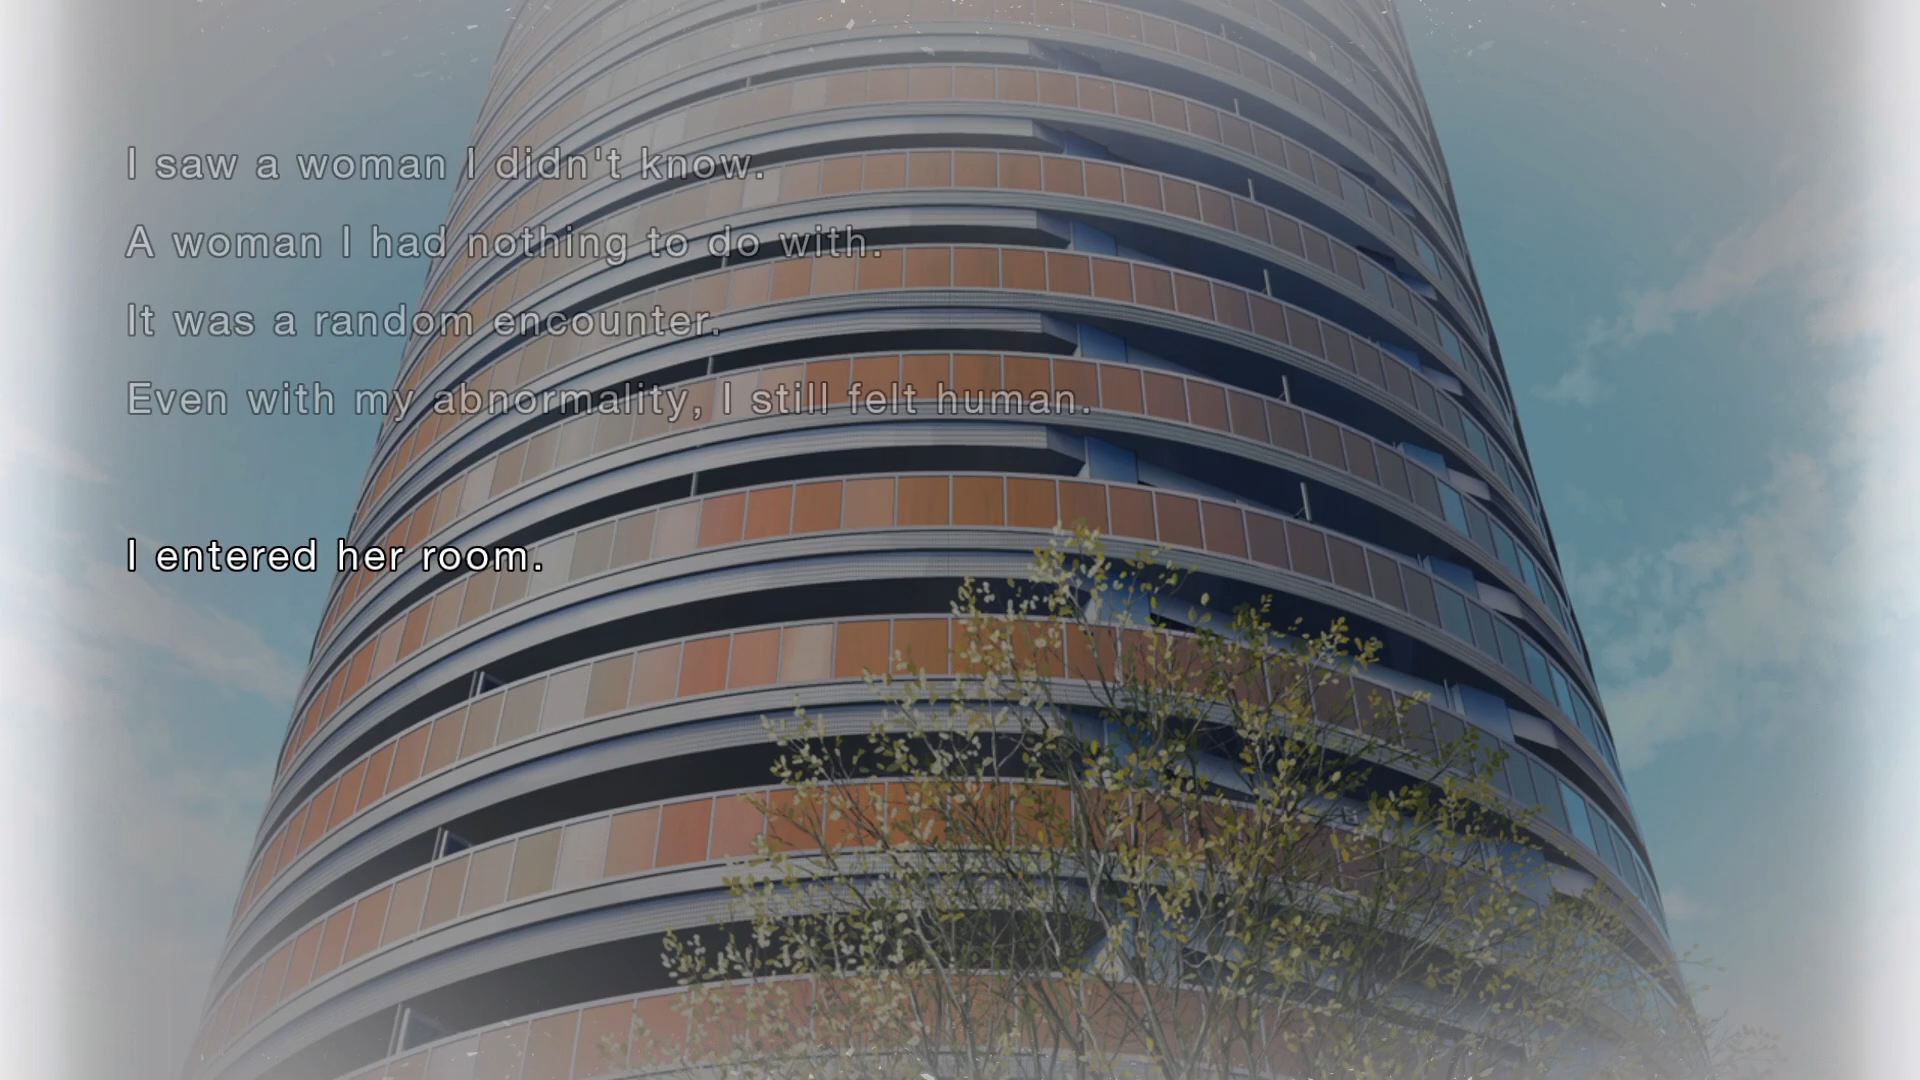 I saw a woman I didn't know.
A woman I had nothing to do with.
It was a random encounter.
Even with my abnormality, I still felt human.
I entered her room.